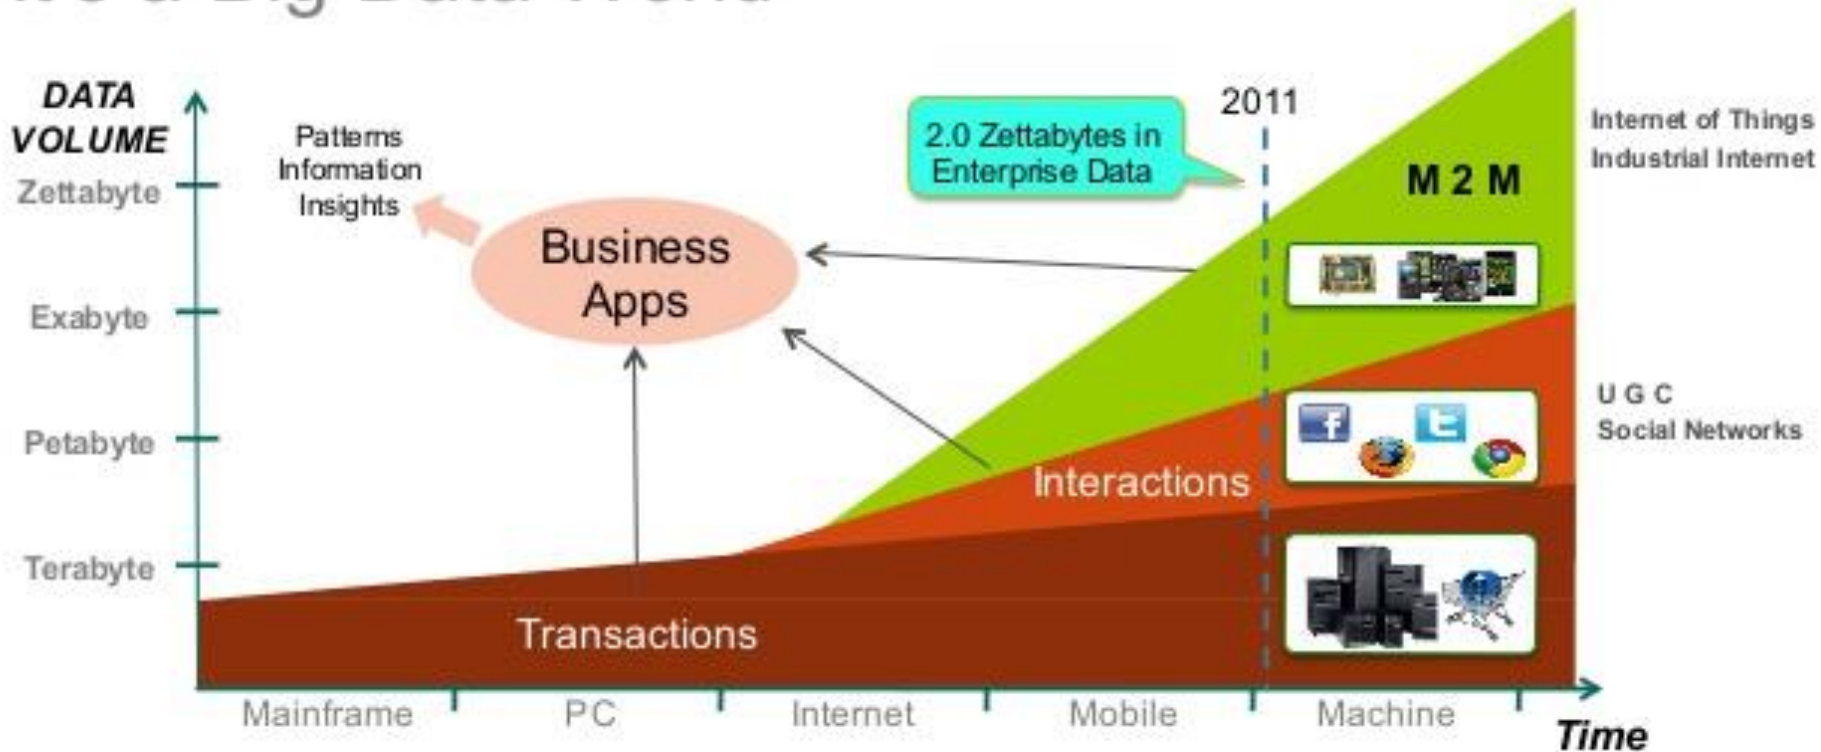 DATA
VOLUME
Zettabyte
Exabyte
Petabyte
Terabyte
Patterns
Information
Insights
Business
Apps
2.0 Zettabytes in
Enterprise Data
2011
M 2 M
Internet of Things
Industrial Internet
U G C
Social Networks
Interactions
Transactions
Mainframe
PC
Internet
Mobile
Machine
Time